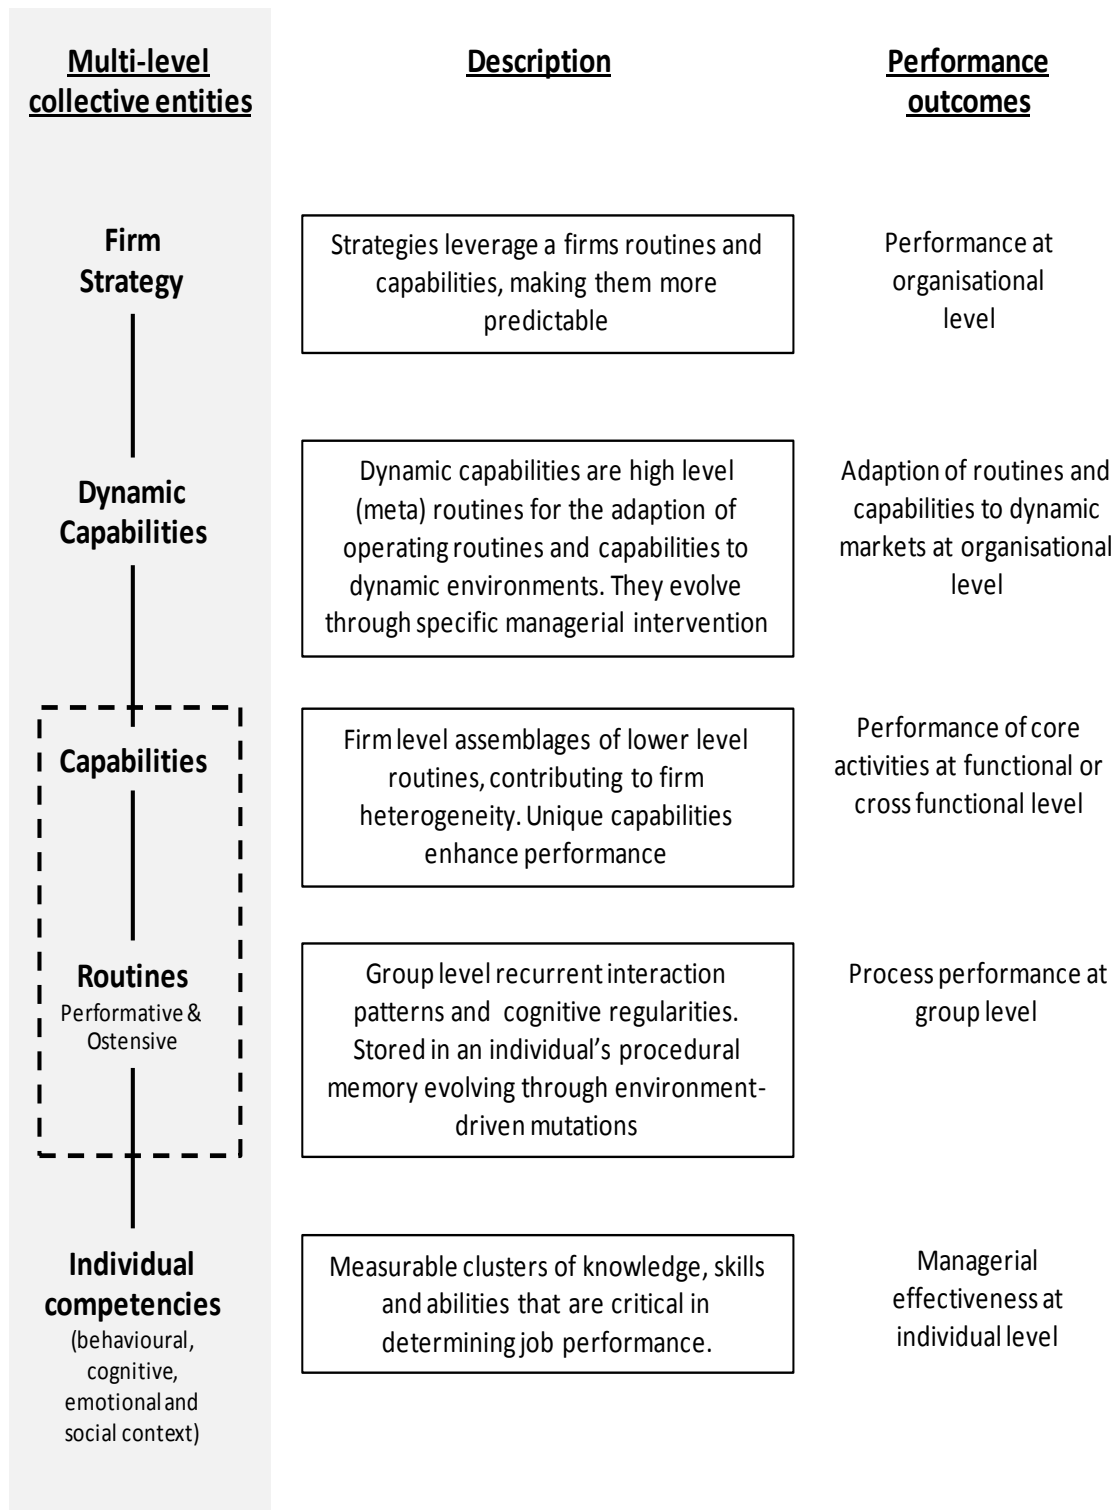 Multi-level
collective entities
Description
Performance
outcomes
Firm
Strategy
Strategies leverage a firms routines and
capabilities, making them more
predictable
Performance at
organisational
level
Dynamic
Capabilities
Dynamic capabilities are high level
(meta) routines for the adaption of
operating routines and capabilities to
dynamic environments. They evolve
through specific managerial intervention
Adaption of routines and
capabilities to dynamic
markets at organisational
level
Capabilities
Firm level assemblages of lower level
routines, contributing to firm
heterogeneity. Unique capabilities
enhance performance
Performance of core
activities at functional or
cross functional level
Routines
Performative &
Ostensive
Group level recurrent interaction
patterns and cognitive regularities.
Stored in an individual’s procedural
memory evolving through environment-
driven mutations
Process performance at
group level
Individual
competencies
(behavioural,
cognitive,
emotional and
social context)
Measurable clusters of knowledge, skills
and abilities that are critical in
determining job performance.
Managerial
effectiveness at
individual level